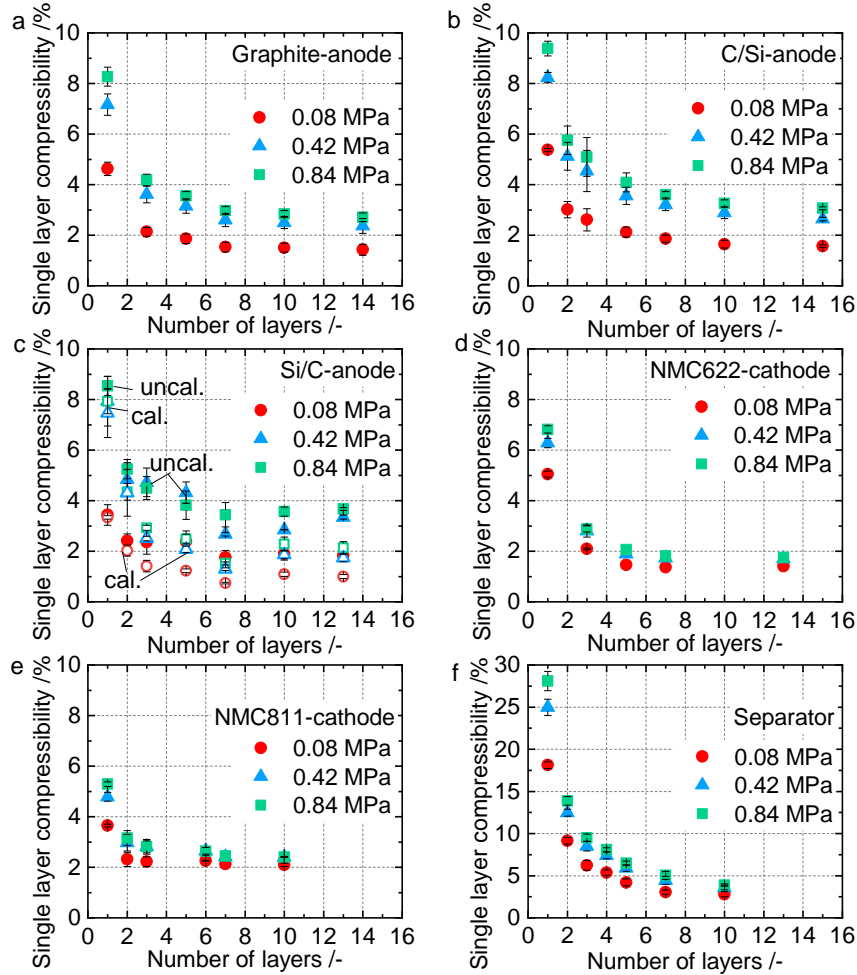 a
Graphite-anode
0.08 MPa
0.42 MPa
0.84 MPa
Single layer compressibility /%
10
8
6
4
2
0
0 2 4 6 8 10 12 14 16
Number of layers /-
b
C/Si-anode
0.08 MPa
0.42 MPa
0.84 MPa
Single layer compressibility /%
10
8
6
4
2
0
0 2 4 6 8 10 12 14 16
Number of layers /-
c
Si/C-anode
uncal.
cal.
uncal.
cal.
0.08 MPa
0.42 MPa
0.84 MPa
Single layer compressibility /%
10
8
6
4
2
0
0 2 4 6 8 10 12 14 16
Number of layers /-
d
NMC622-cathode
0.08 MPa
0.42 MPa
0.84 MPa
Single layer compressibility /%
10
8
6
4
2
0
0 2 4 6 8 10 12 14 16
Number of layers /-
e
NMC811-cathode
0.08 MPa
0.42 MPa
0.84 MPa
Single layer compressibility /%
10
8
6
4
2
0
0 2 4 6 8 10 12 14 16
Number of layers /-
f
Separator
0.08 MPa
0.42 MPa
0.84 MPa
Single layer compressibility /%
30
25
20
15
10
5
0
0 2 4 6 8 10 12 14 16
Number of layers /-